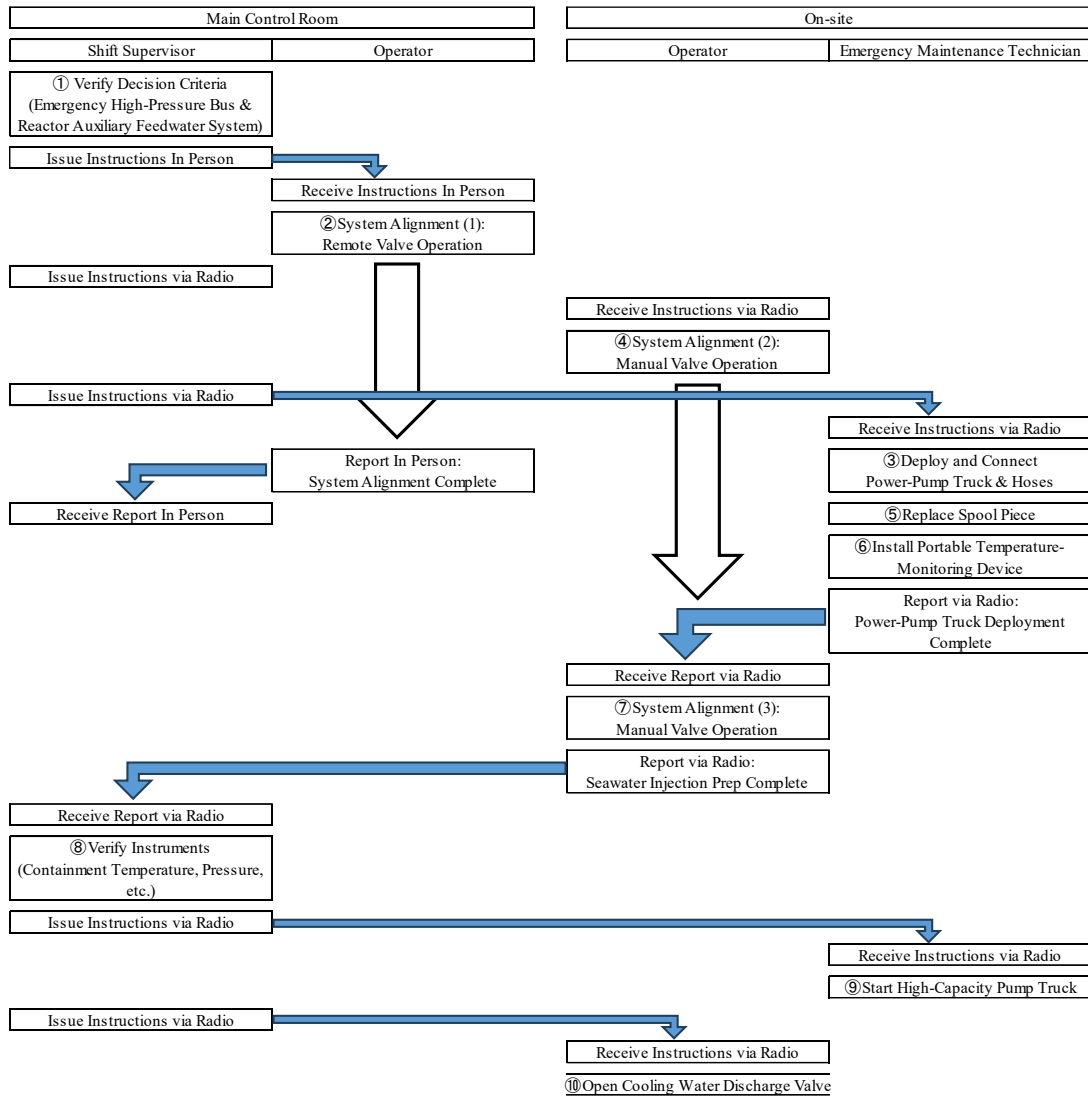 Main Control Room
On-site
Shift Supervisor
Operator
Operator
Emergency Maintenance Technician
① Verify Decision Criteria
(Emergency High-Pressure Bus &
Reactor Auxiliary Feedwater System)
Issue Instructions In Person
Receive Instructions In Person
②System Alignment (1):
Remote Valve Operation
Issue Instructions via Radio
Receive Instructions via Radio
④System Alignment (2):
Manual Valve Operation
Issue Instructions via Radio
Receive Instructions via Radio
Report In Person:
System Alignment Complete
③Deploy and Connect
Power-Pump Truck & Hoses
Receive Report In Person
⑤Replace Spool Piece
⑥Install Portable Temperature-
Monitoring Device
Report via Radio:
Power-Pump Truck Deployment
Complete
Receive Report via Radio
⑦System Alignment (3):
Manual Valve Operation
Report via Radio:
Seawater Injection Prep Complete
Receive Report via Radio
⑧Verify Instruments
(Containment Temperature, Pressure,
etc.)
Issue Instructions via Radio
Receive Instructions via Radio
⑨Start High-Capacity Pump Truck
Issue Instructions via Radio
Receive Instructions via Radio
⑩Open Cooling Water Discharge Valve